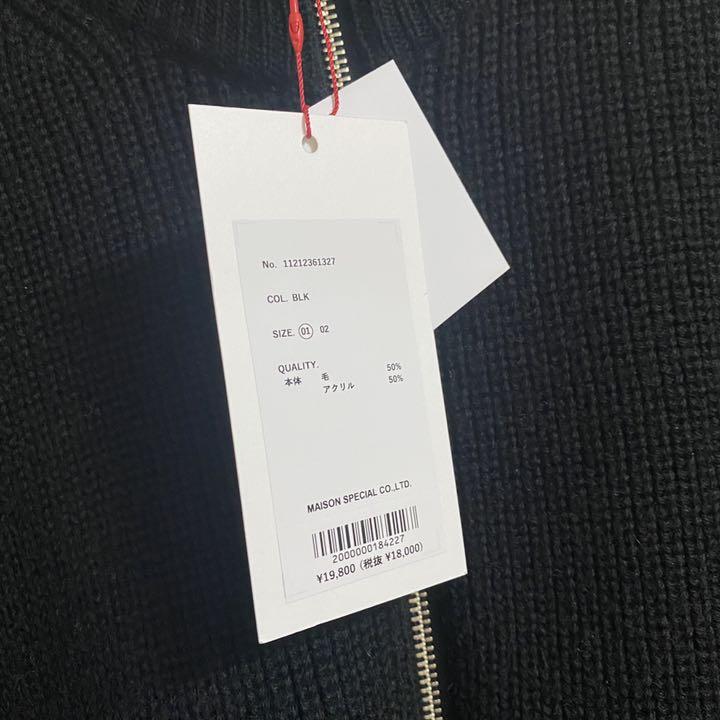 No. 11212361327
COL. BLK
SIZE. 01 02
QUALITY.
本体 毛 50%
アクリル 50%
MAISON SPECIAL CO.,LTD.
2000000184227
¥19,800 (税抜 ¥18,000)